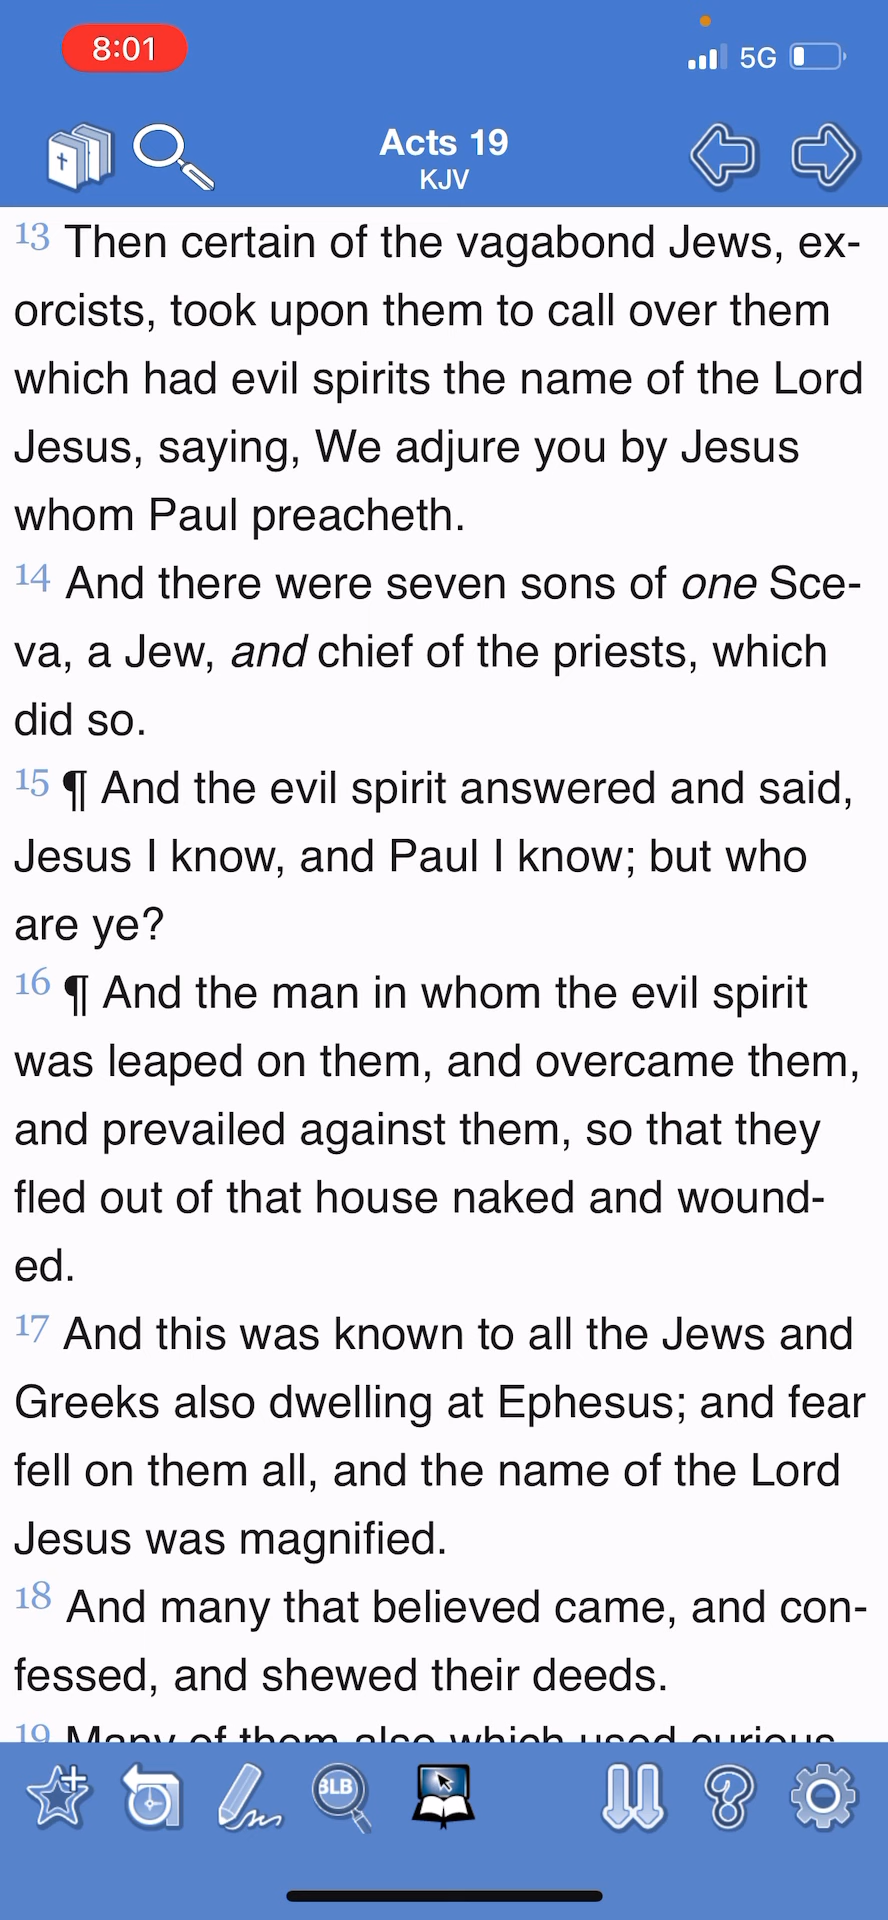 8:01
5G
Acts 19
KJV
13 Then certain of the vagabond Jews, ex-
orcists, took upon them to call over them
which had evil spirits the name of the Lord
Jesus, saying, We adjure you by Jesus
whom Paul preacheth.
14 And there were seven sons of one Sce-
va, a Jew, and chief of the priests, which
did so.
15 ¶ And the evil spirit answered and said,
Jesus I know, and Paul I know; but who
are ye?
16 ¶ And the man in whom the evil spirit
was leaped on them, and overcame them,
and prevailed against them, so that they
fled out of that house naked and wound-
ed.
17 And this was known to all the Jews and
Greeks also dwelling at Ephesus; and fear
fell on them all, and the name of the Lord
Jesus was magnified.
18 And many that believed came, and con-
fessed, and shewed their deeds.
19 Many of them also which used curious
BLB